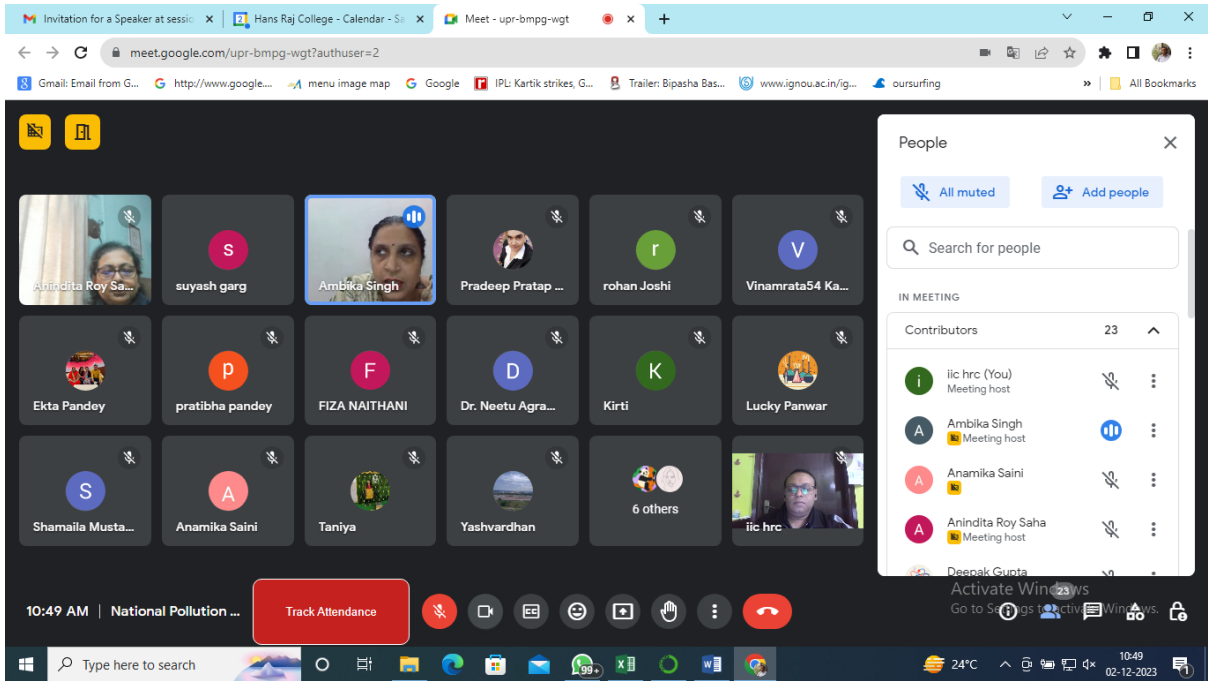 Invitation for a Speaker at sessio
Hans Raj College - Calendar - Sa
Meet - upr-bmpg-wgt
meet.google.com/upr-bmpg-wgt?authuser=2
Gmail: Email from G...
http://www.google....
menu image map
Google
IPL: Kartik strikes, G...
Trailer: Bipasha Bas...
www.ignou.ac.in/ig...
oursurfing
»
All Bookmarks
Anindita Roy Sa...
s
suyash garg
Ambika Singh
Pradeep Pratap ...
r
rohan Joshi
V
Vinamrata54 Ka...
Ekta Pandey
p
pratibha pandey
F
FIZA NAITHANI
D
Dr. Neetu Agra...
K
Kirti
Lucky Panwar
S
Shamaila Musta...
A
Anamika Saini
Taniya
Yashvardhan
6 others
iic hrc
People
All muted
Add people
Search for people
IN MEETING
Contributors 23
i
iic hrc (You)
Meeting host
A
Ambika Singh
Meeting host
A
Anamika Saini
A
Anindita Roy Saha
Meeting host
Deepak Gupta
Activate Windows
Go to Settings to activate Windows.
23
10:49 AM | National Pollution ...
Track Attendance
CC
Type here to search
99+
24°C
10:49
02-12-2023
1